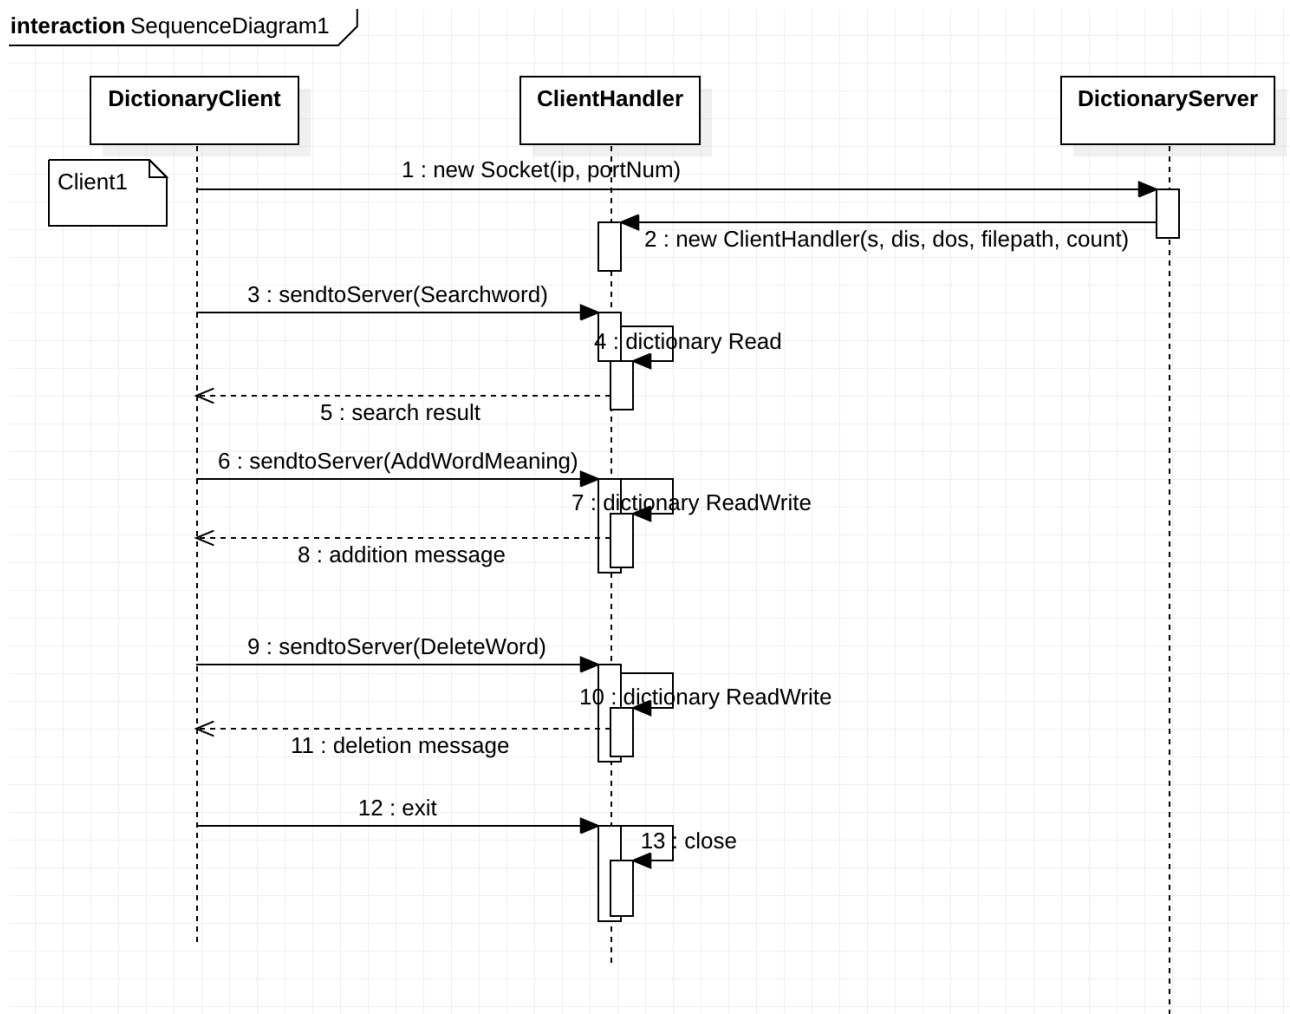 interaction SequenceDiagram1
DictionaryClient
ClientHandler
DictionaryServer
Client1
1 : new Socket(ip, portNum)
2 : new ClientHandler(s, dis, dos, filepath, count)
3 : sendtoServer(Searchword)
4 : dictionary Read
5 : search result
6 : sendtoServer(AddWordMeaning)
7 : dictionary ReadWrite
8 : addition message
9 : sendtoServer(DeleteWord)
10 : dictionary ReadWrite
11 : deletion message
12 : exit
13 : close